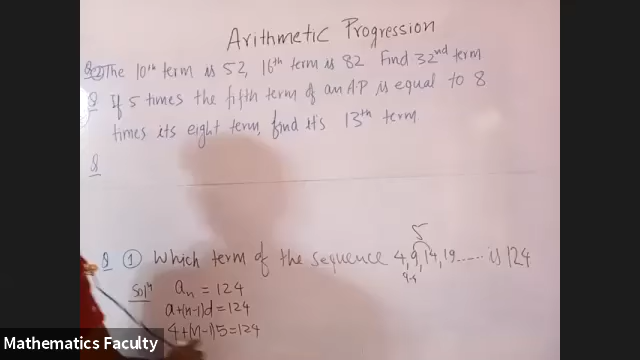 Arithmetic Progression
Q② The 10th term is 52, 16th term is 82 Find 32nd term
Q If 5 times the fifth term of an A.P is equal to 8
times its eight term, find it's 13th term
Q
5
Q ① Which term of the sequence 4, 9, 14, 19...... is 124
9-4
Solⁿ aₙ = 124
a+(n-1)d = 124
4+(n-1)5=124
Mathematics Faculty